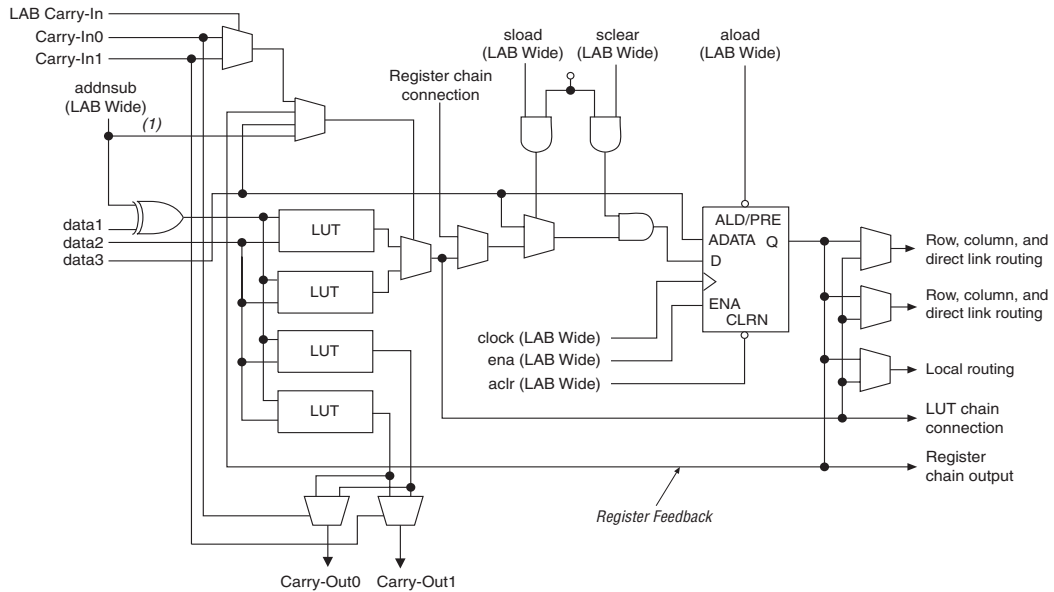 LAB Carry-In
Carry-In0
Carry-In1
addnsub
(LAB Wide)
(1)
data1
data2
data3
LUT
LUT
LUT
LUT
Register chain
connection
sload
(LAB Wide)
sclear
(LAB Wide)
aload
(LAB Wide)
ALD/PRE
ADATA Q
D
ENA
CLRN
clock (LAB Wide)
ena (LAB Wide)
aclr (LAB Wide)
Row, column, and
direct link routing
Row, column, and
direct link routing
Local routing
LUT chain
connection
Register
chain output
Register Feedback
Carry-Out0
Carry-Out1